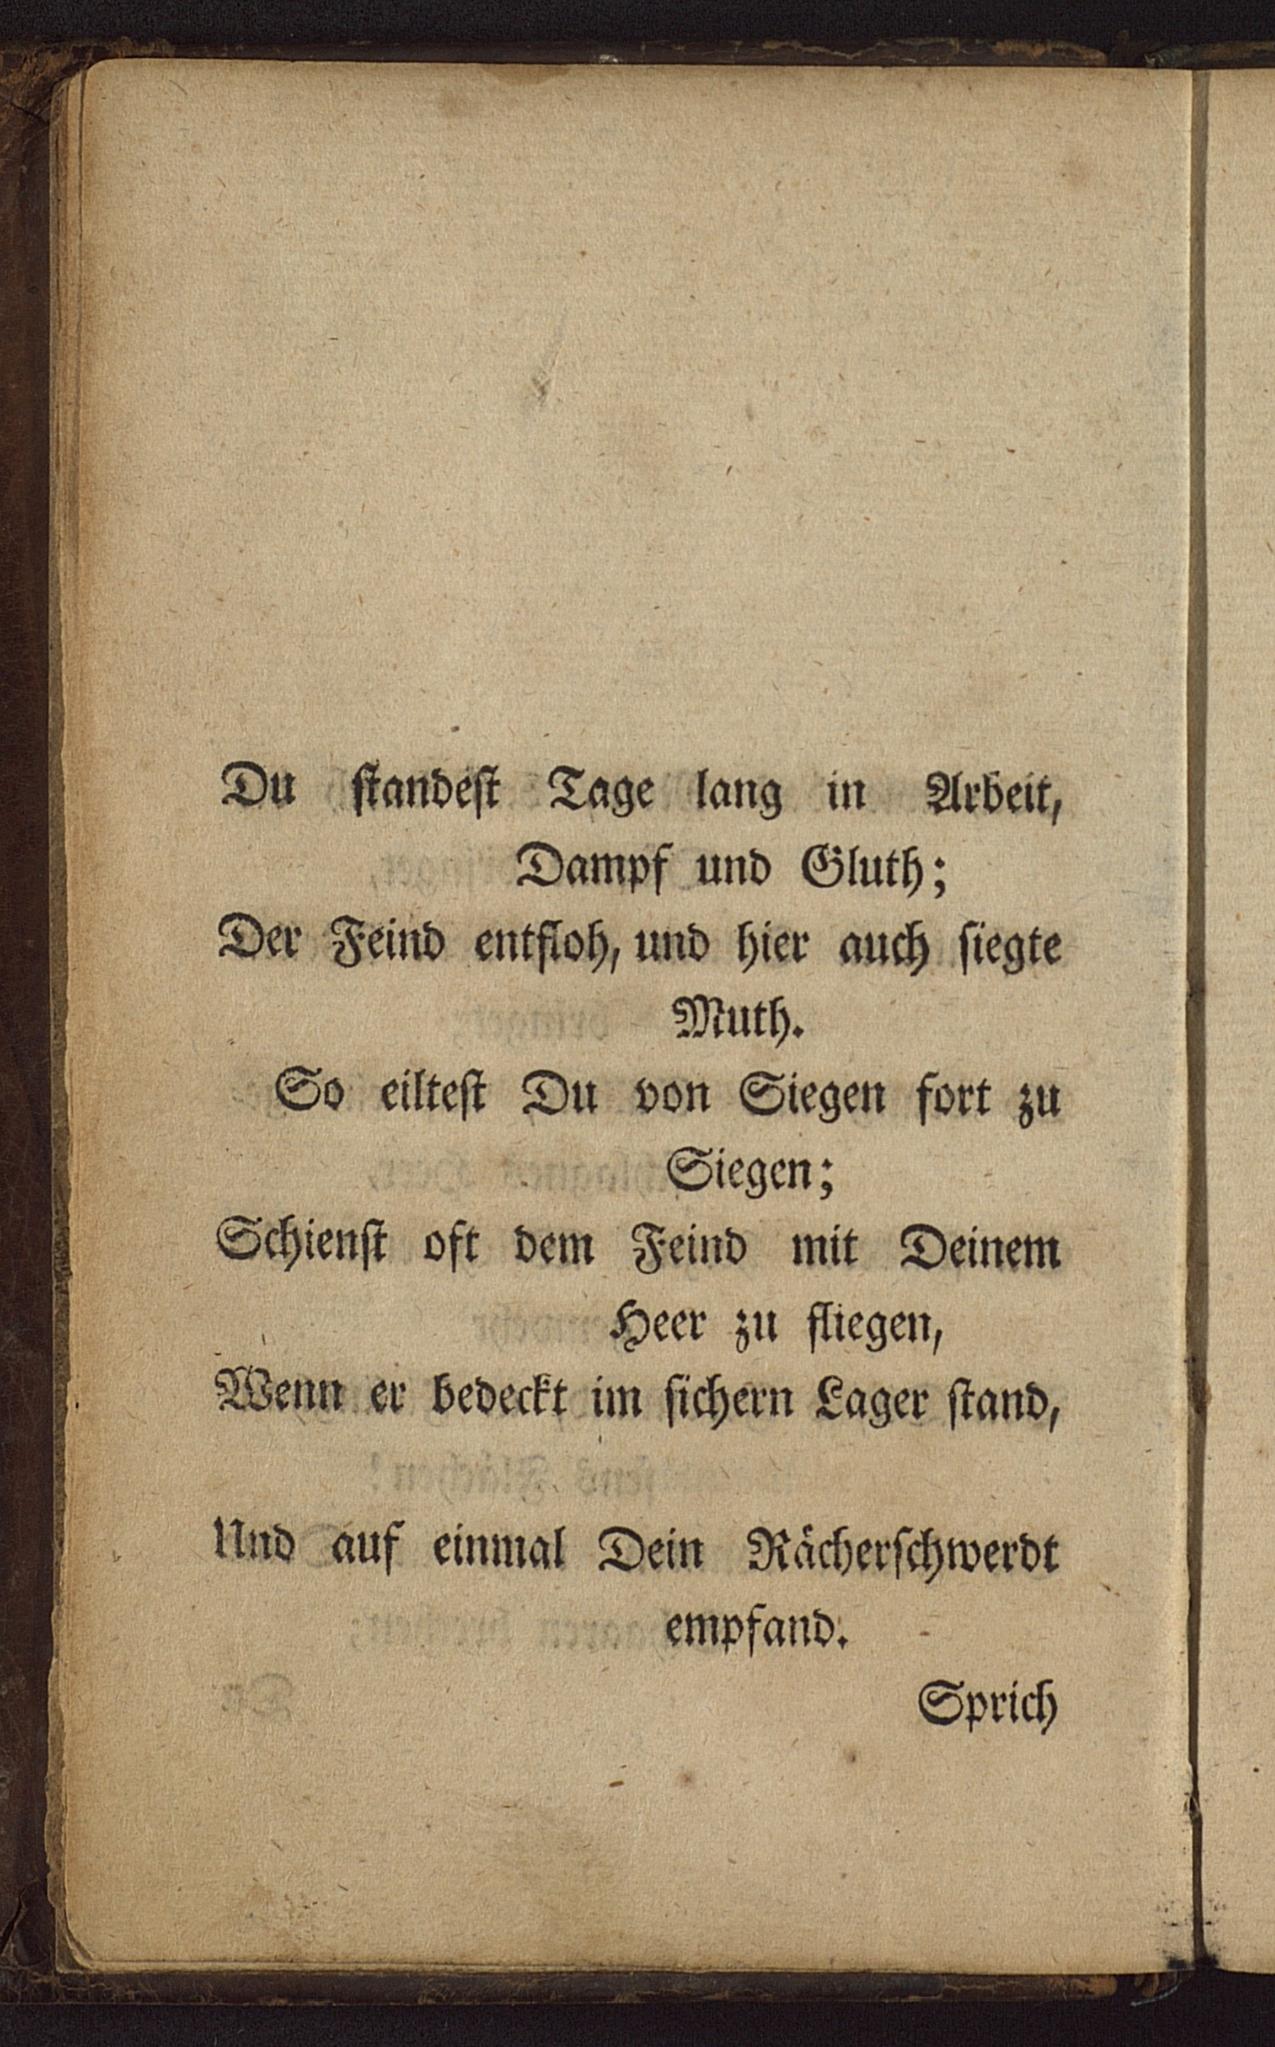 Du ſtandeſt Tage lang in Arbeit,
Dampf und Gluth;
Der Feind entfloh, und hier auch ſiegte
Muth.
So eilteſt Du von Siegen fort zu
Siegen;
Schienſt oft dem Feind mit Deinem
Heer zu fliegen,
Wenn er bedeckt im ſichern Lager ſtand,
Und auf einmal Dein Rächerſchwerdt
empfand.
Sprich